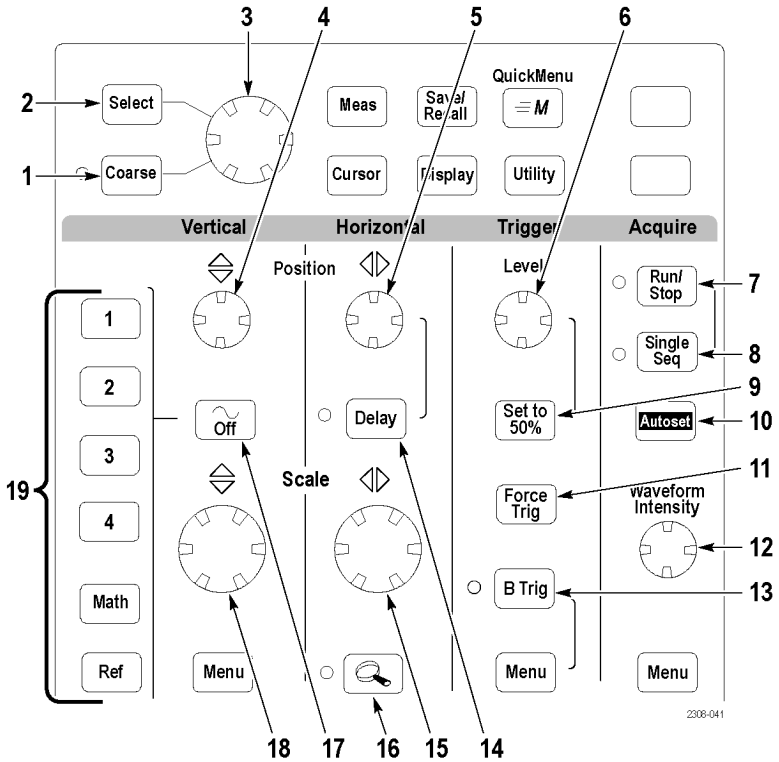 3 4 5 6
QuickMenu
2 Select Meas Save/
Recall
M
1 Coarse Cursor Display Utility
Vertical Horizontal Trigger Acquire
Position Level
Run/
Stop
7
1
Single
Seq
8
2
9
Off Delay Set to
50%
Autoset 10
3
11
19 Scale Force
Trig
Waveform
Intensity
4
12
B Trig 13
Math
Ref Menu Menu Menu
2308-041
18 17 16 15 14